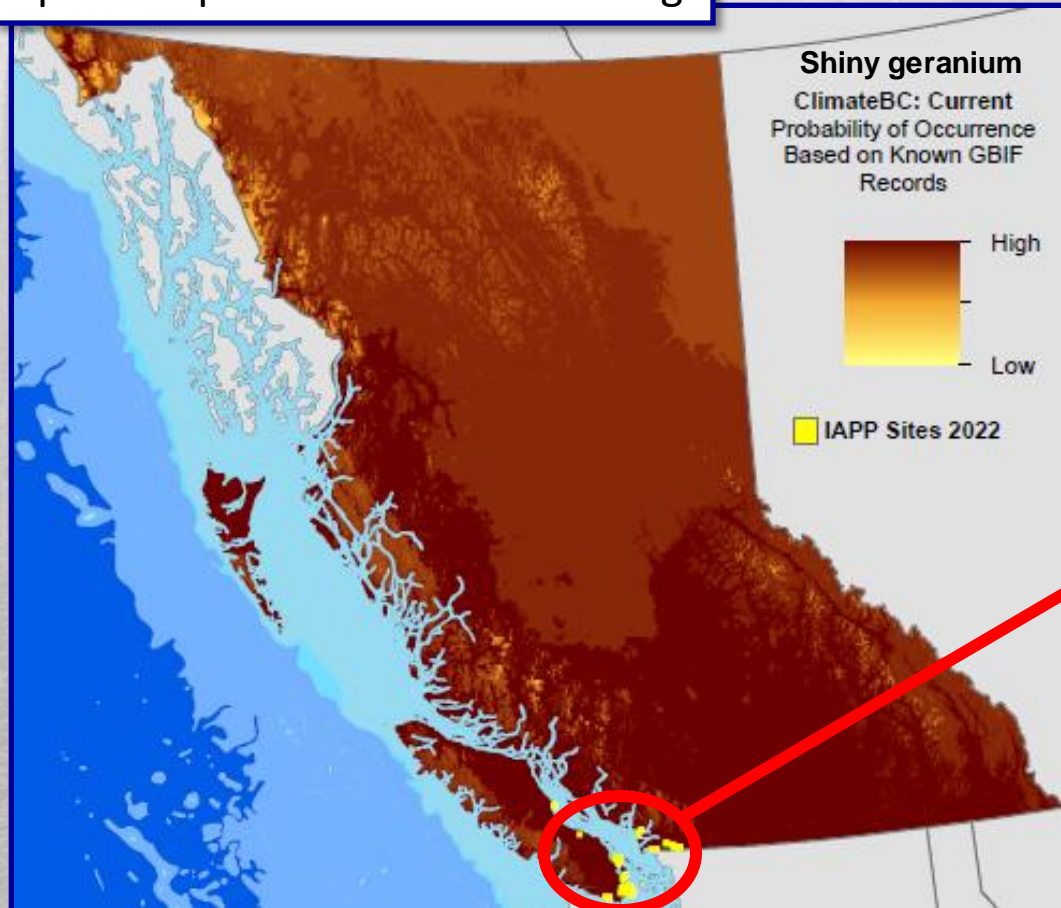 Shiny geranium
ClimateBC: Current
Probability of Occurrence
Based on Known GBIF
Records
High
Low
IAPP Sites 2022